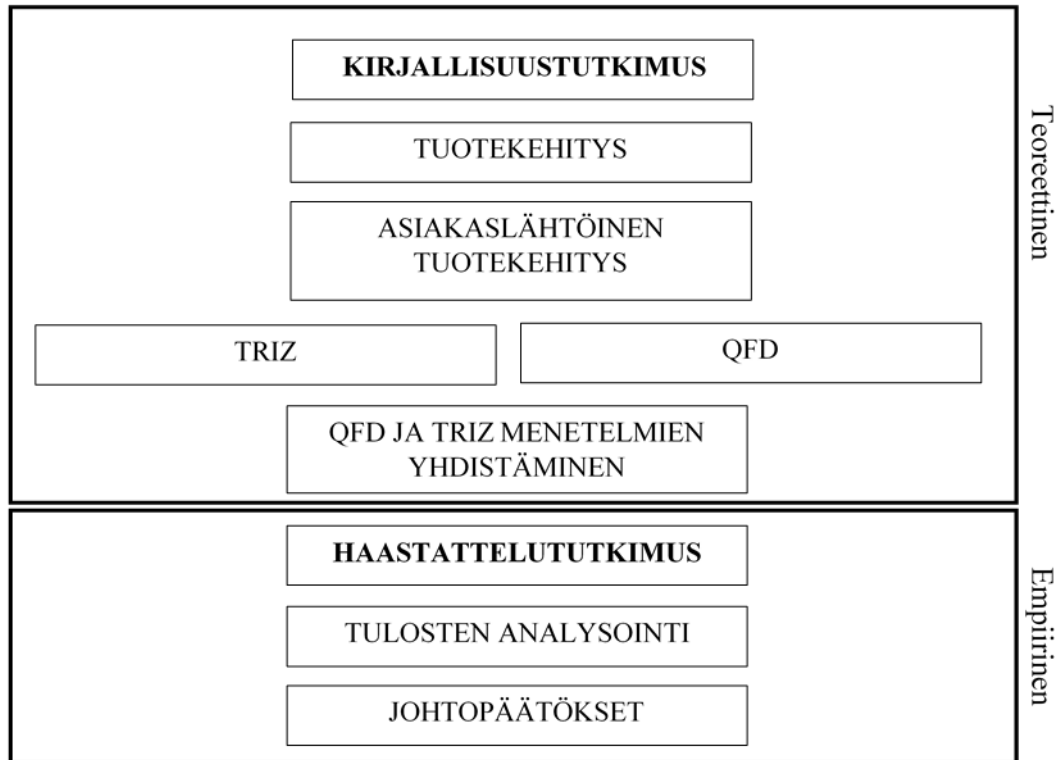 KIRJALLISUUSTUTKIMUS
TUOTEKEHITYS
ASIAKASLÄHTÖINEN
TUOTEKEHITYS
TRIZ
QFD
QFD JA TRIZ MENETELMIEN
YHDISTÄMINEN
Teoreettinen
HAASTATTELUTUTKIMUS
TULOSTEN ANALYSOINTI
JOHTOPÄÄTÖKSET
Empiirinen